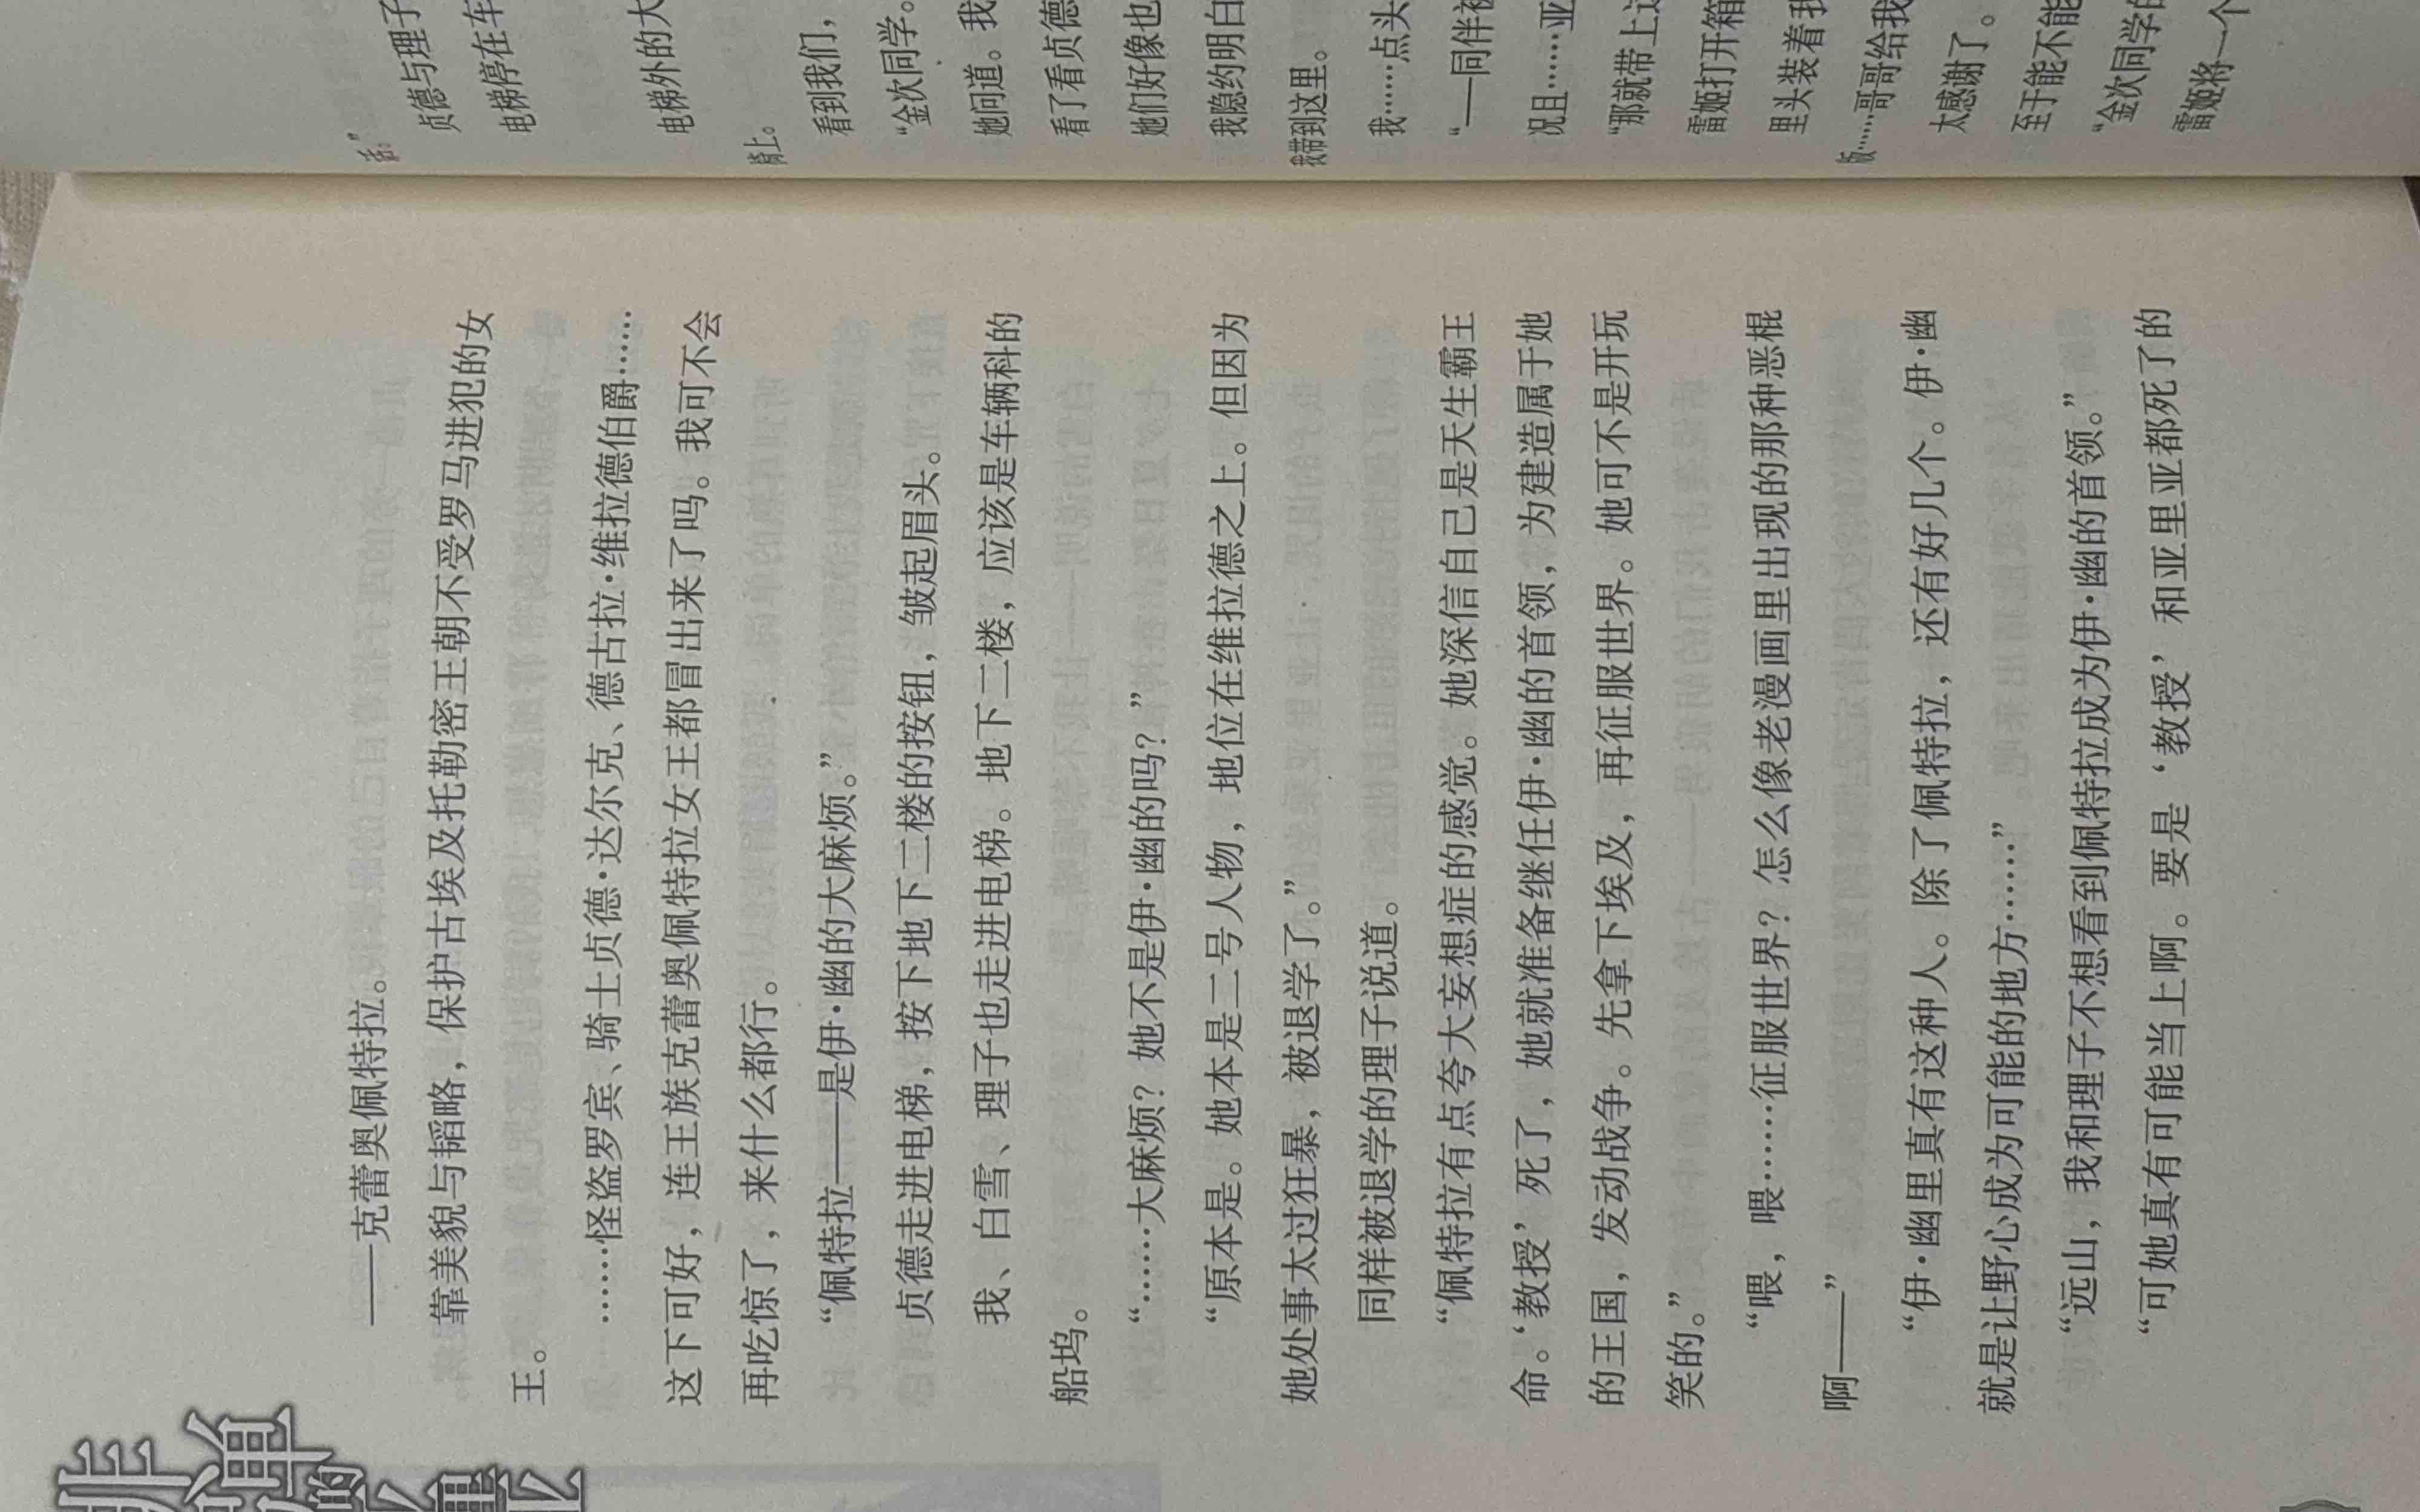 非弹的亚里亚
——克蕾奥佩特拉。
靠美貌与韬略，保护古埃及托勒密王朝不受罗马进犯的女
王。
……怪盗罗宾、骑士贞德·达尔克、德古拉·维拉德伯爵……
这下可好，连王族克蕾奥佩特拉女王都冒出来了吗。我可不会
再吃惊了，来什么都行。
“佩特拉——是伊·幽的大麻烦。”
贞德走进电梯，按下地下二楼的按钮，皱起眉头。
我、白雪、理子也走进电梯。地下二楼，应该是车辆科的
船坞。
“……大麻烦？她不是伊·幽的吗？”
“原本是。她本是二号人物，地位在维拉德之上。但因为
她处事太过狂暴，被退学了。”
同样被退学的理子说道。
“佩特拉有点夸大妄想症的感觉。她深信自己是天生霸王
命。‘教授’死了，她就准备继任伊·幽的首领，为建造属于她
的王国，发动战争。先拿下埃及，再征服世界。她可不是开玩
笑的。”
“喂，喂……征服世界？怎么像老漫画里出现的那种恶棍
啊——”
“伊·幽里真有这种人。除了佩特拉，还有好几个。伊·幽
就是让野心成为可能的地方……”
“远山，我和理子不想看到佩特拉成为伊·幽的首领。”
“可她真有可能当上啊。要是‘教授’和亚里亚都死了的
话。”
贞德与理子
电梯停在车
电梯外的大
椅上。
看到我们，
“金次同学。
她问道。我
看了看贞德
她们好像也
我隐约明白
我带到这里。
我……点头
“——同伴被
况且……亚
“那就带上这
雷姬打开箱
里头装着我
版……哥哥给我
太感谢了。
至于能不能
“金次同学的
雷姬将一个